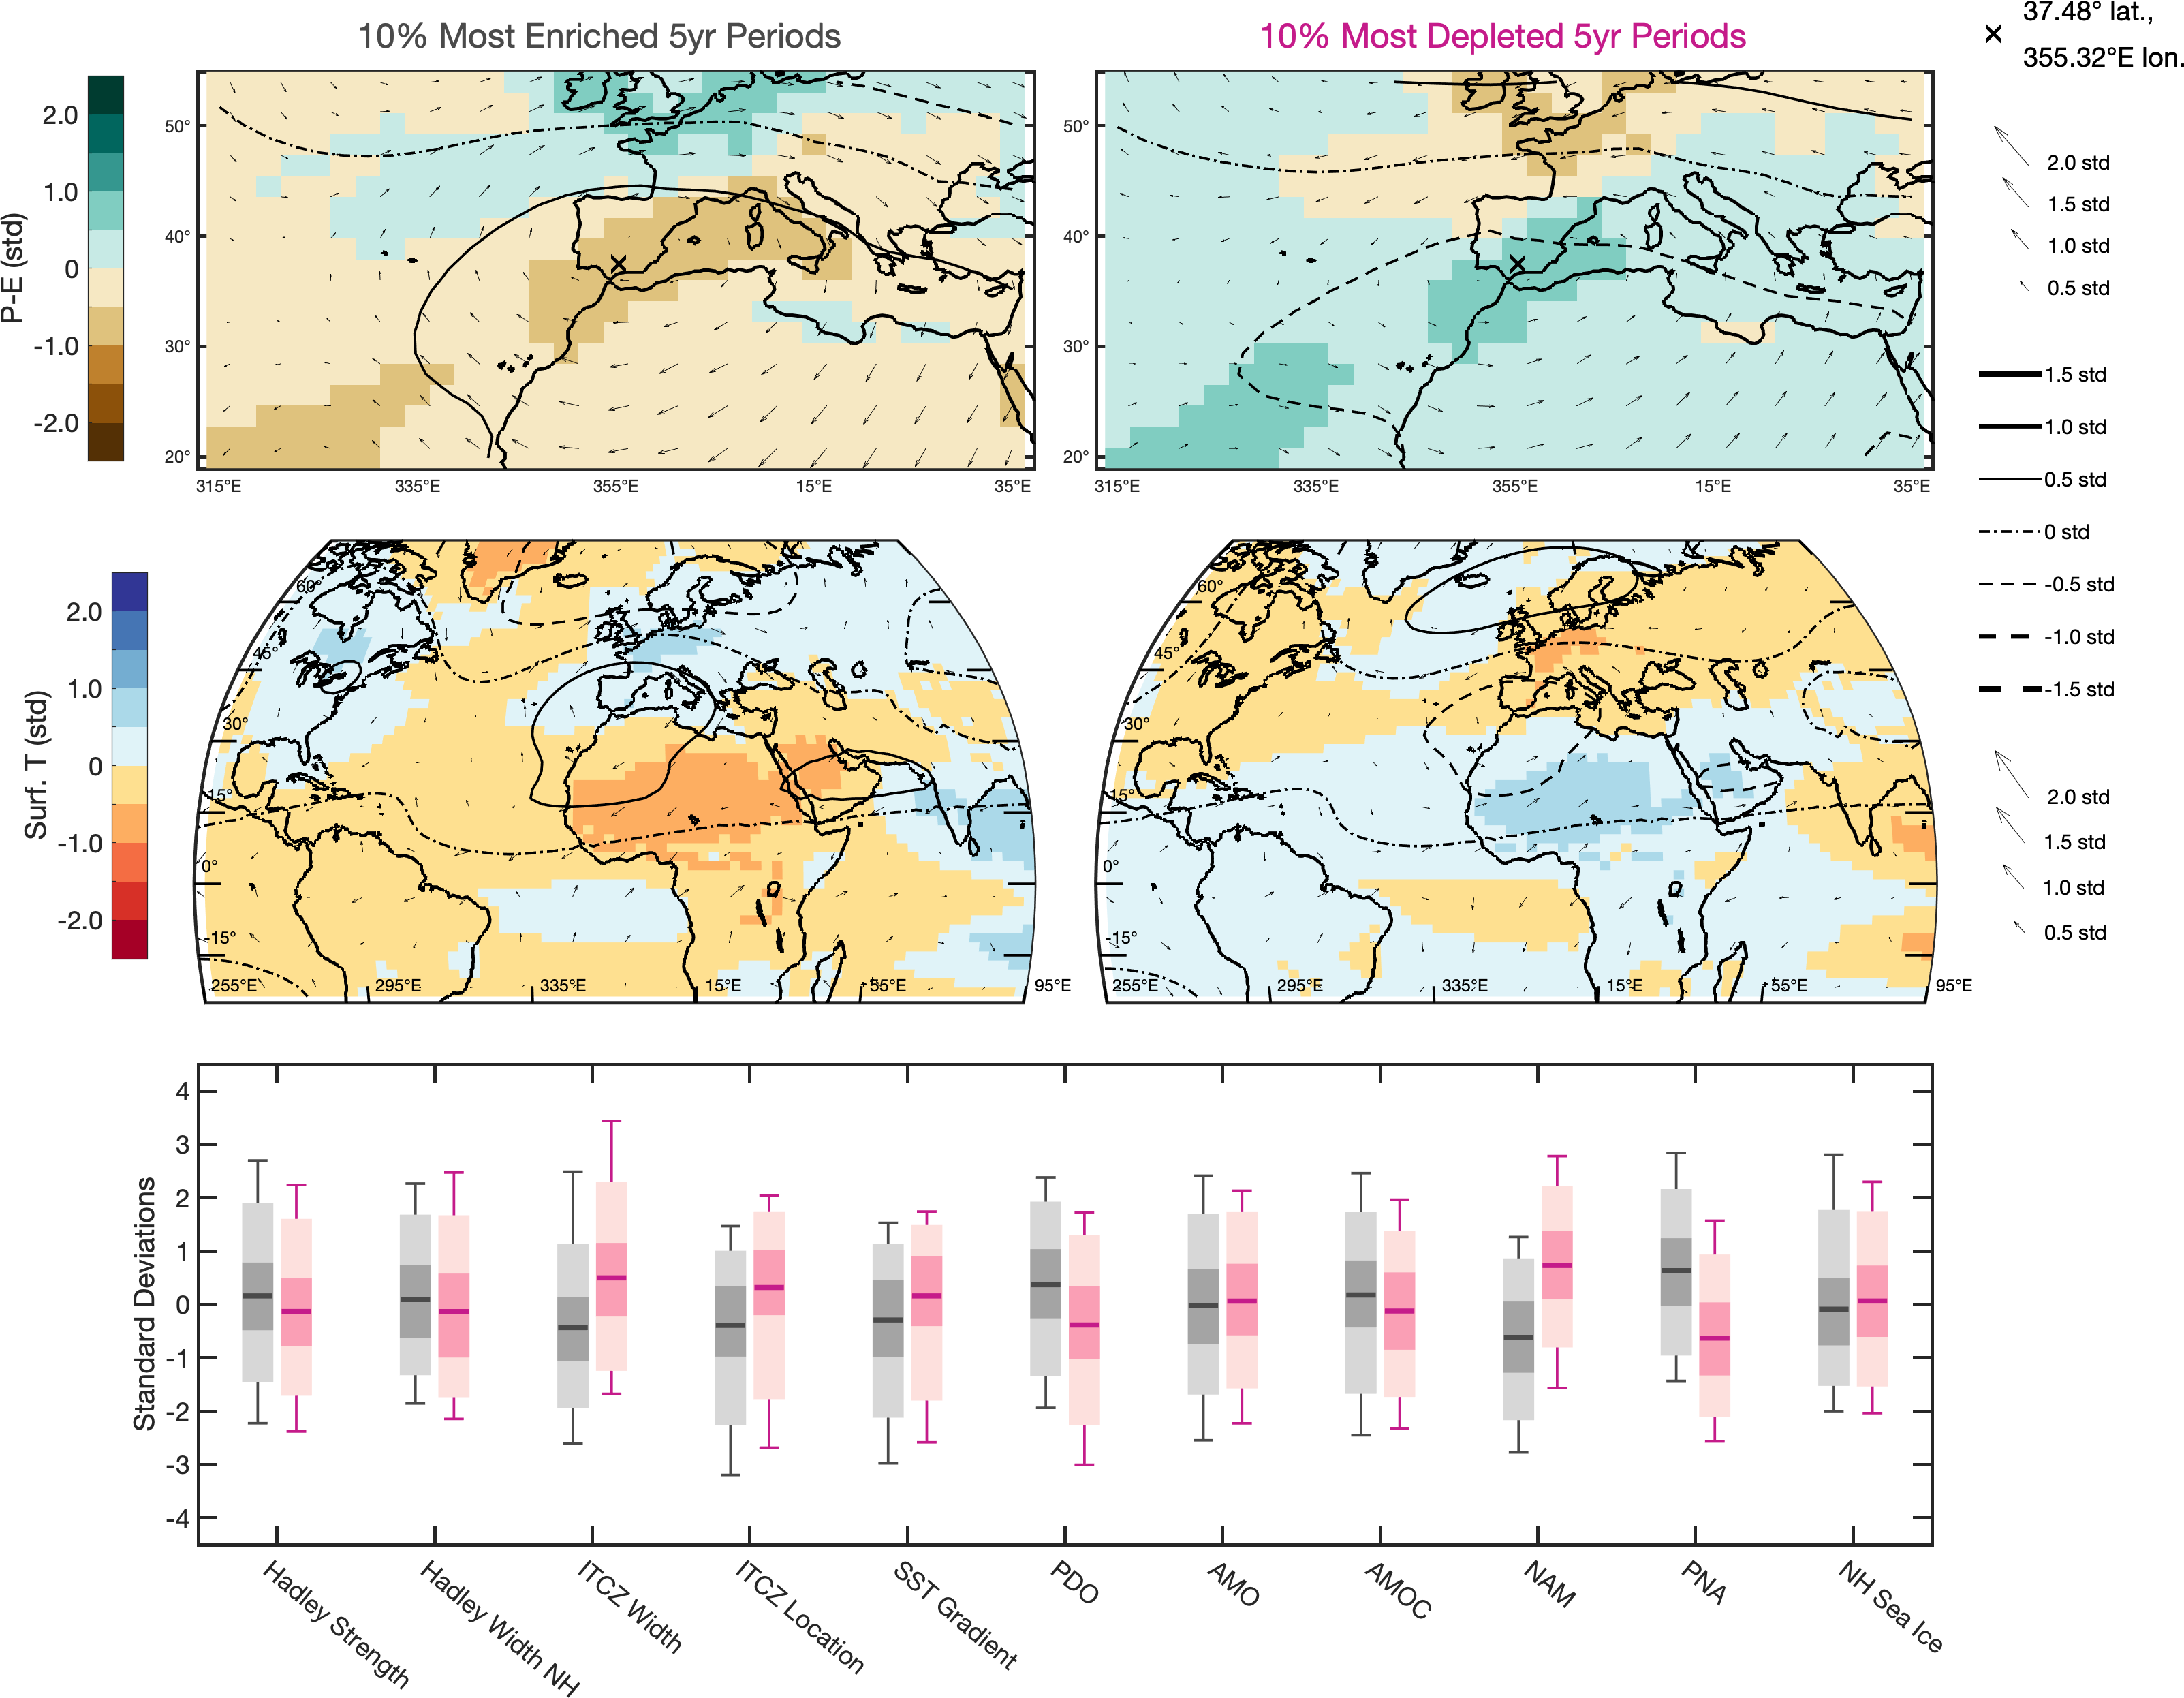 10% Most Enriched 5yr Periods
10% Most Depleted 5yr Periods
37.48° lat.,
355.32°E lon.
P-E (std)
2.0
1.0
0
-1.0
-2.0
50°
40°
30°
20°
315°E 335°E 355°E 15°E 35°E
50°
40°
30°
20°
315°E 335°E 355°E 15°E 35°E
2.0 std
1.5 std
1.0 std
0.5 std
1.5 std
1.0 std
0.5 std
0 std
-0.5 std
-1.0 std
-1.5 std
Surf. T (std)
2.0
1.0
0
-1.0
-2.0
60°
45°
30°
15°
0°
-15°
255°E 295°E 335°E 15°E 55°E 95°E
60°
45°
30°
15°
0°
-15°
255°E 295°E 335°E 15°E 55°E 95°E
2.0 std
1.5 std
1.0 std
0.5 std
Standard Deviations
4
3
2
1
0
-1
-2
-3
-4
Hadley Strength
Hadley Width NH
ITCZ Width
ITCZ Location
SST Gradient
PDO
AMO
AMOC
NAM
PNA
NH Sea Ice